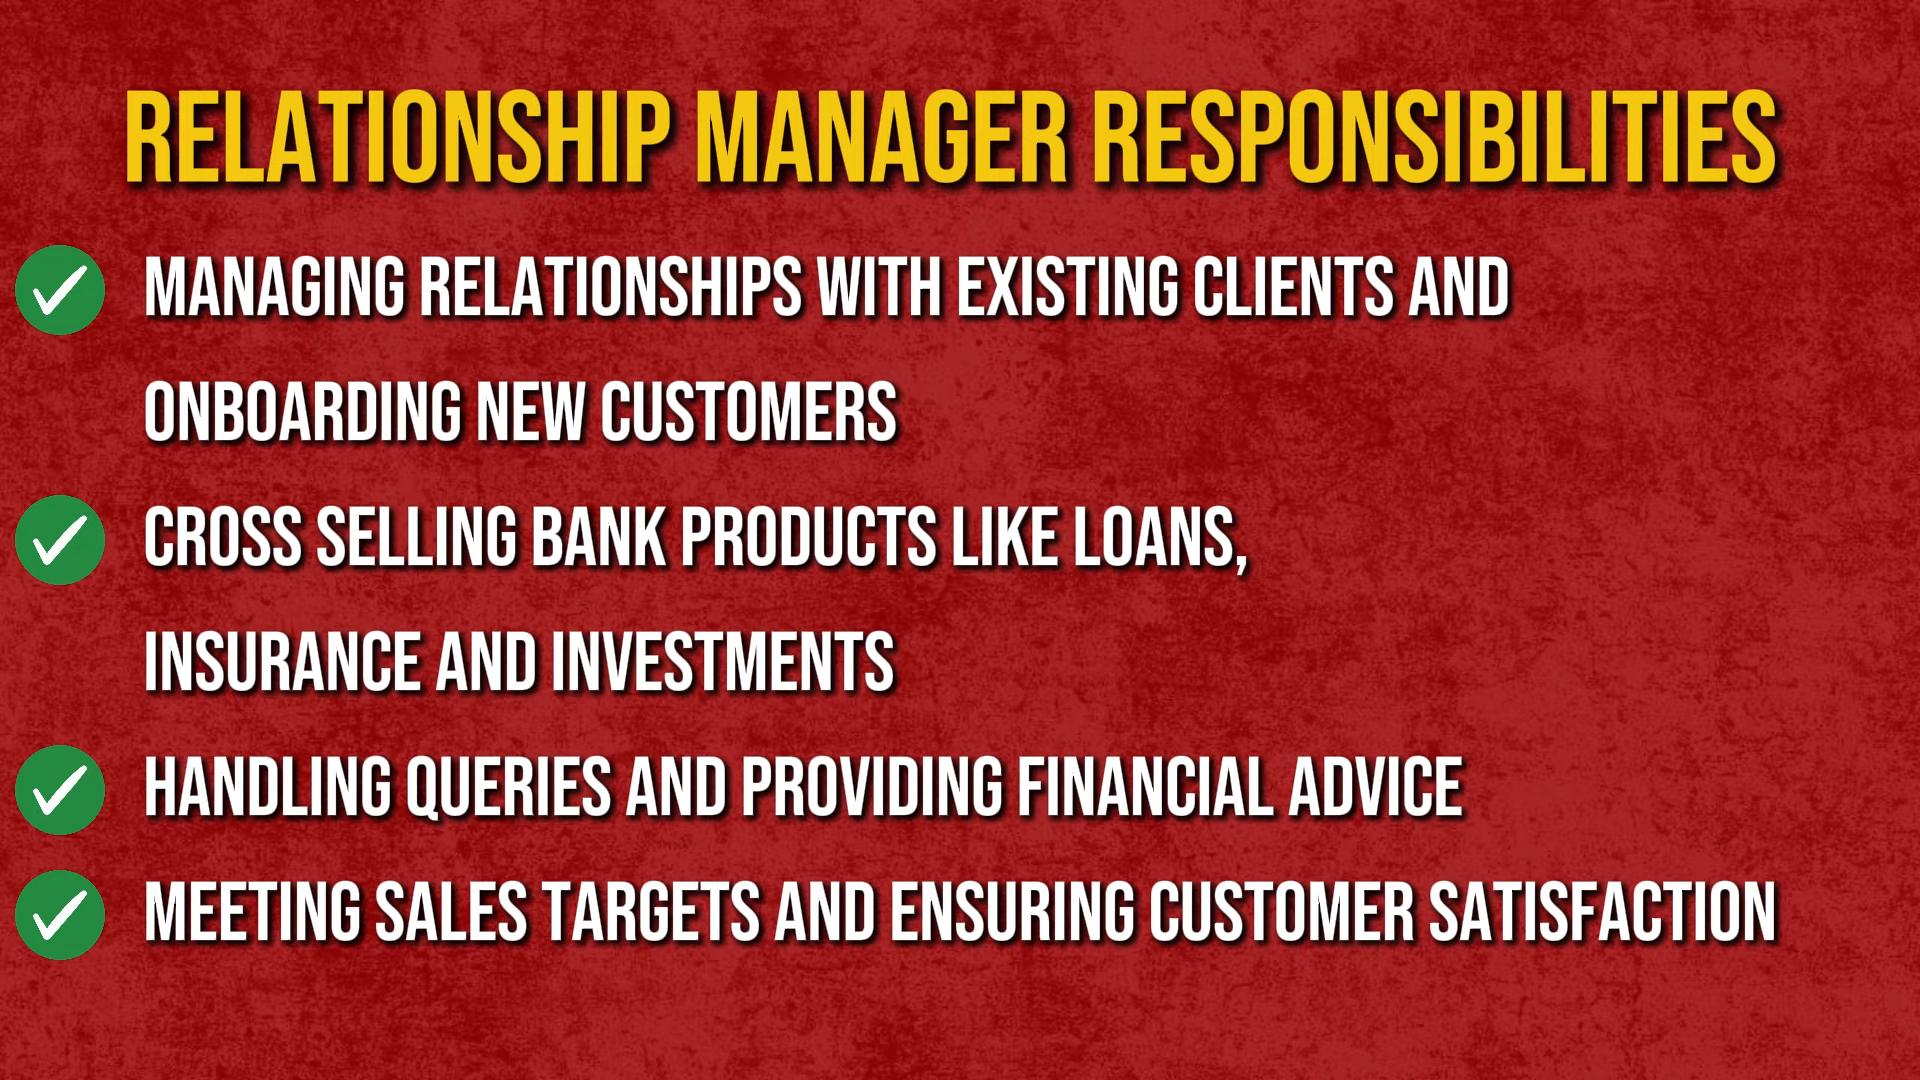 RELATIONSHIP MANAGER RESPONSIBILITIES
MANAGING RELATIONSHIPS WITH EXISTING CLIENTS AND
ONBOARDING NEW CUSTOMERS
CROSS SELLING BANK PRODUCTS LIKE LOANS,
INSURANCE AND INVESTMENTS
HANDLING QUERIES AND PROVIDING FINANCIAL ADVICE
MEETING SALES TARGETS AND ENSURING CUSTOMER SATISFACTION